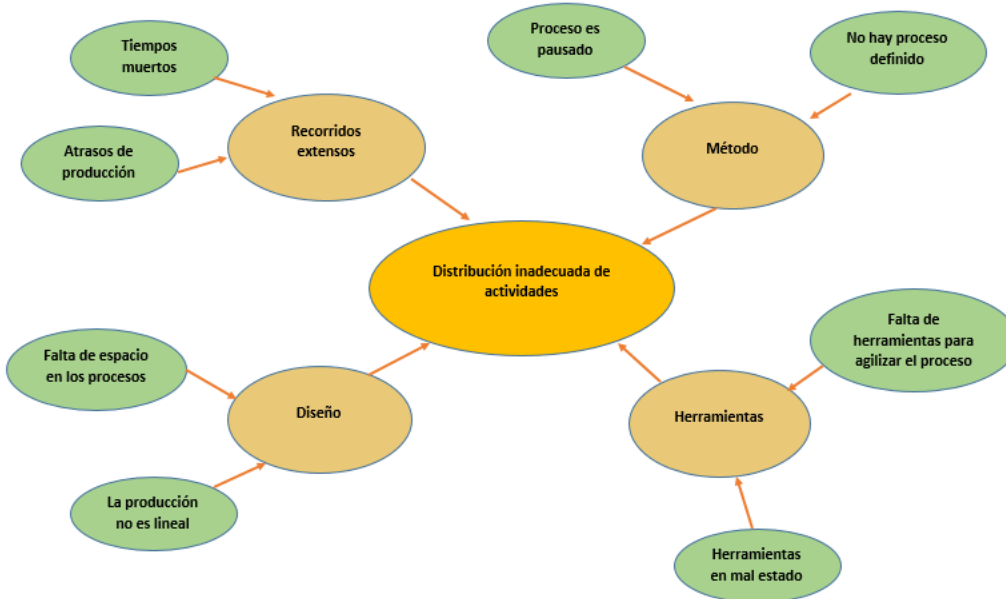 Tiempos
muertos
Proceso es
pausado
No hay proceso
definido
Atrasos de
producción
Recorridos
extensos
Método
Distribución inadecuada de
actividades
Falta de espacio
en los procesos
Diseño
Falta de
herramientas para
agilizar el proceso
Herramientas
La producción
no es lineal
Herramientas
en mal estado